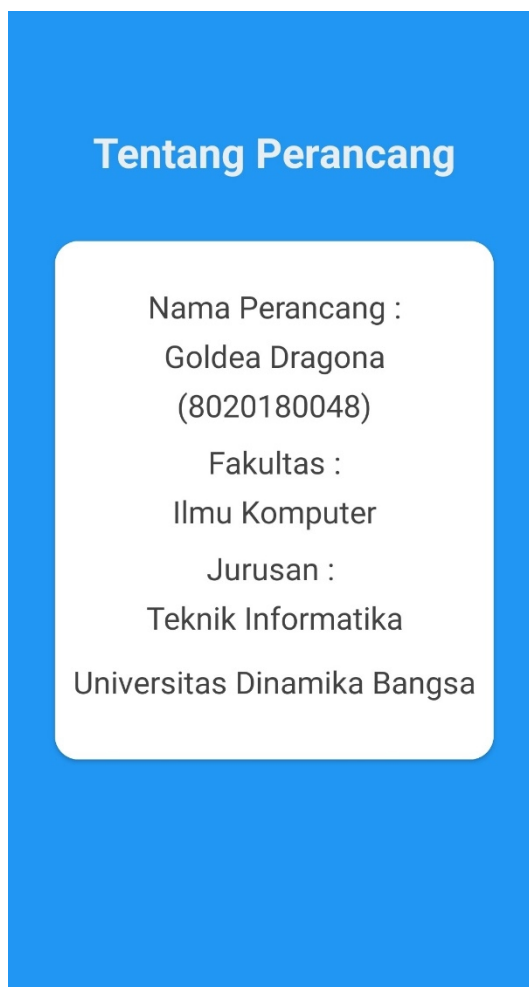 Tentang Perancang
Nama Perancang :
Goldea Dragona
(8020180048)
Fakultas :
Ilmu Komputer
Jurusan :
Teknik Informatika
Universitas Dinamika Bangsa